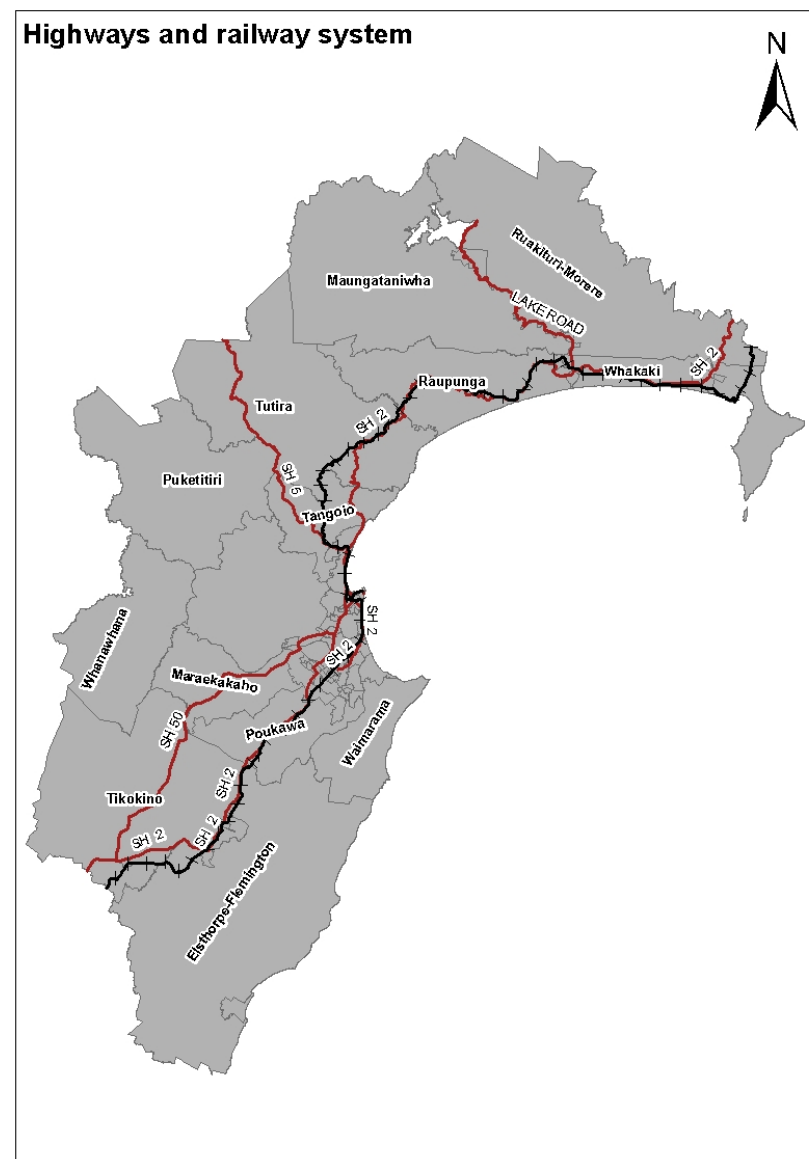 Highways and railway system
N
Ruakituri-Morere
Maungataniwha
LAKE ROAD
SH 2
Whakaki
Raupunga
Tutira
SH 2
SH 5
Puketitiri
Tangoio
SH 2
Whanawhana
SH 2
Maraekakaho
SH 50
Poukawa
Waimarama
SH 2
Tikokino
SH 2
SH 2
Elsthorpe-Flemington